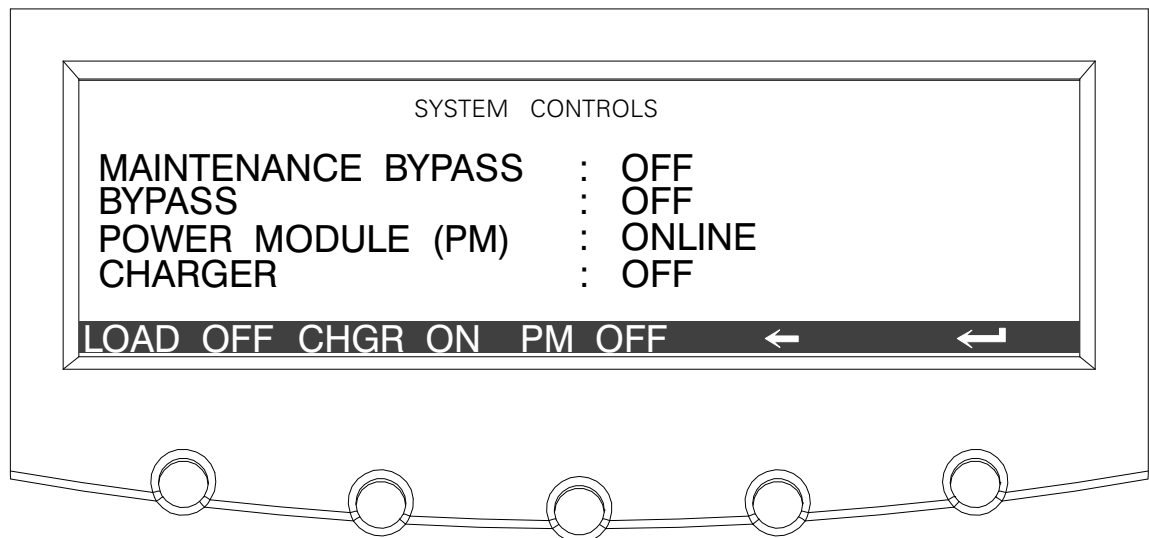 SYSTEM CONTROLS
MAINTENANCE BYPASS : OFF
BYPASS : OFF
POWER MODULE (PM) : ONLINE
CHARGER : OFF
LOAD OFF CHGR ON PM OFF ← ↵